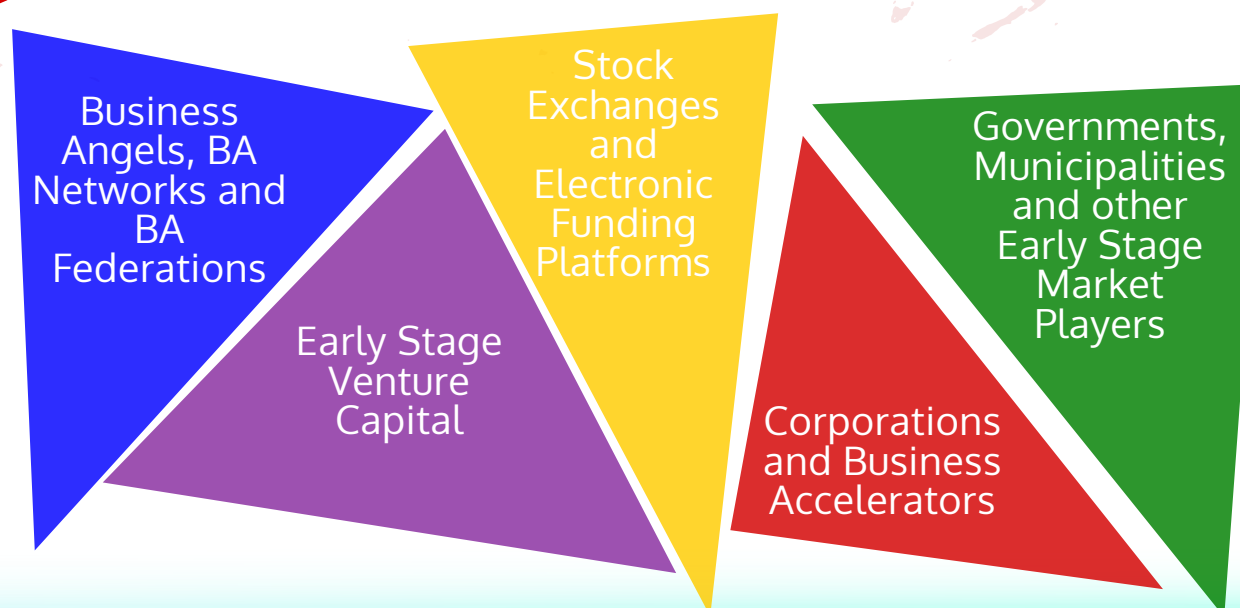 Business
Angels, BA
Networks and
BA
Federations
Early Stage
Venture
Capital
Stock
Exchanges
and
Electronic
Funding
Platforms
Corporations
and Business
Accelerators
Governments,
Municipalities
and other
Early Stage
Market
Players